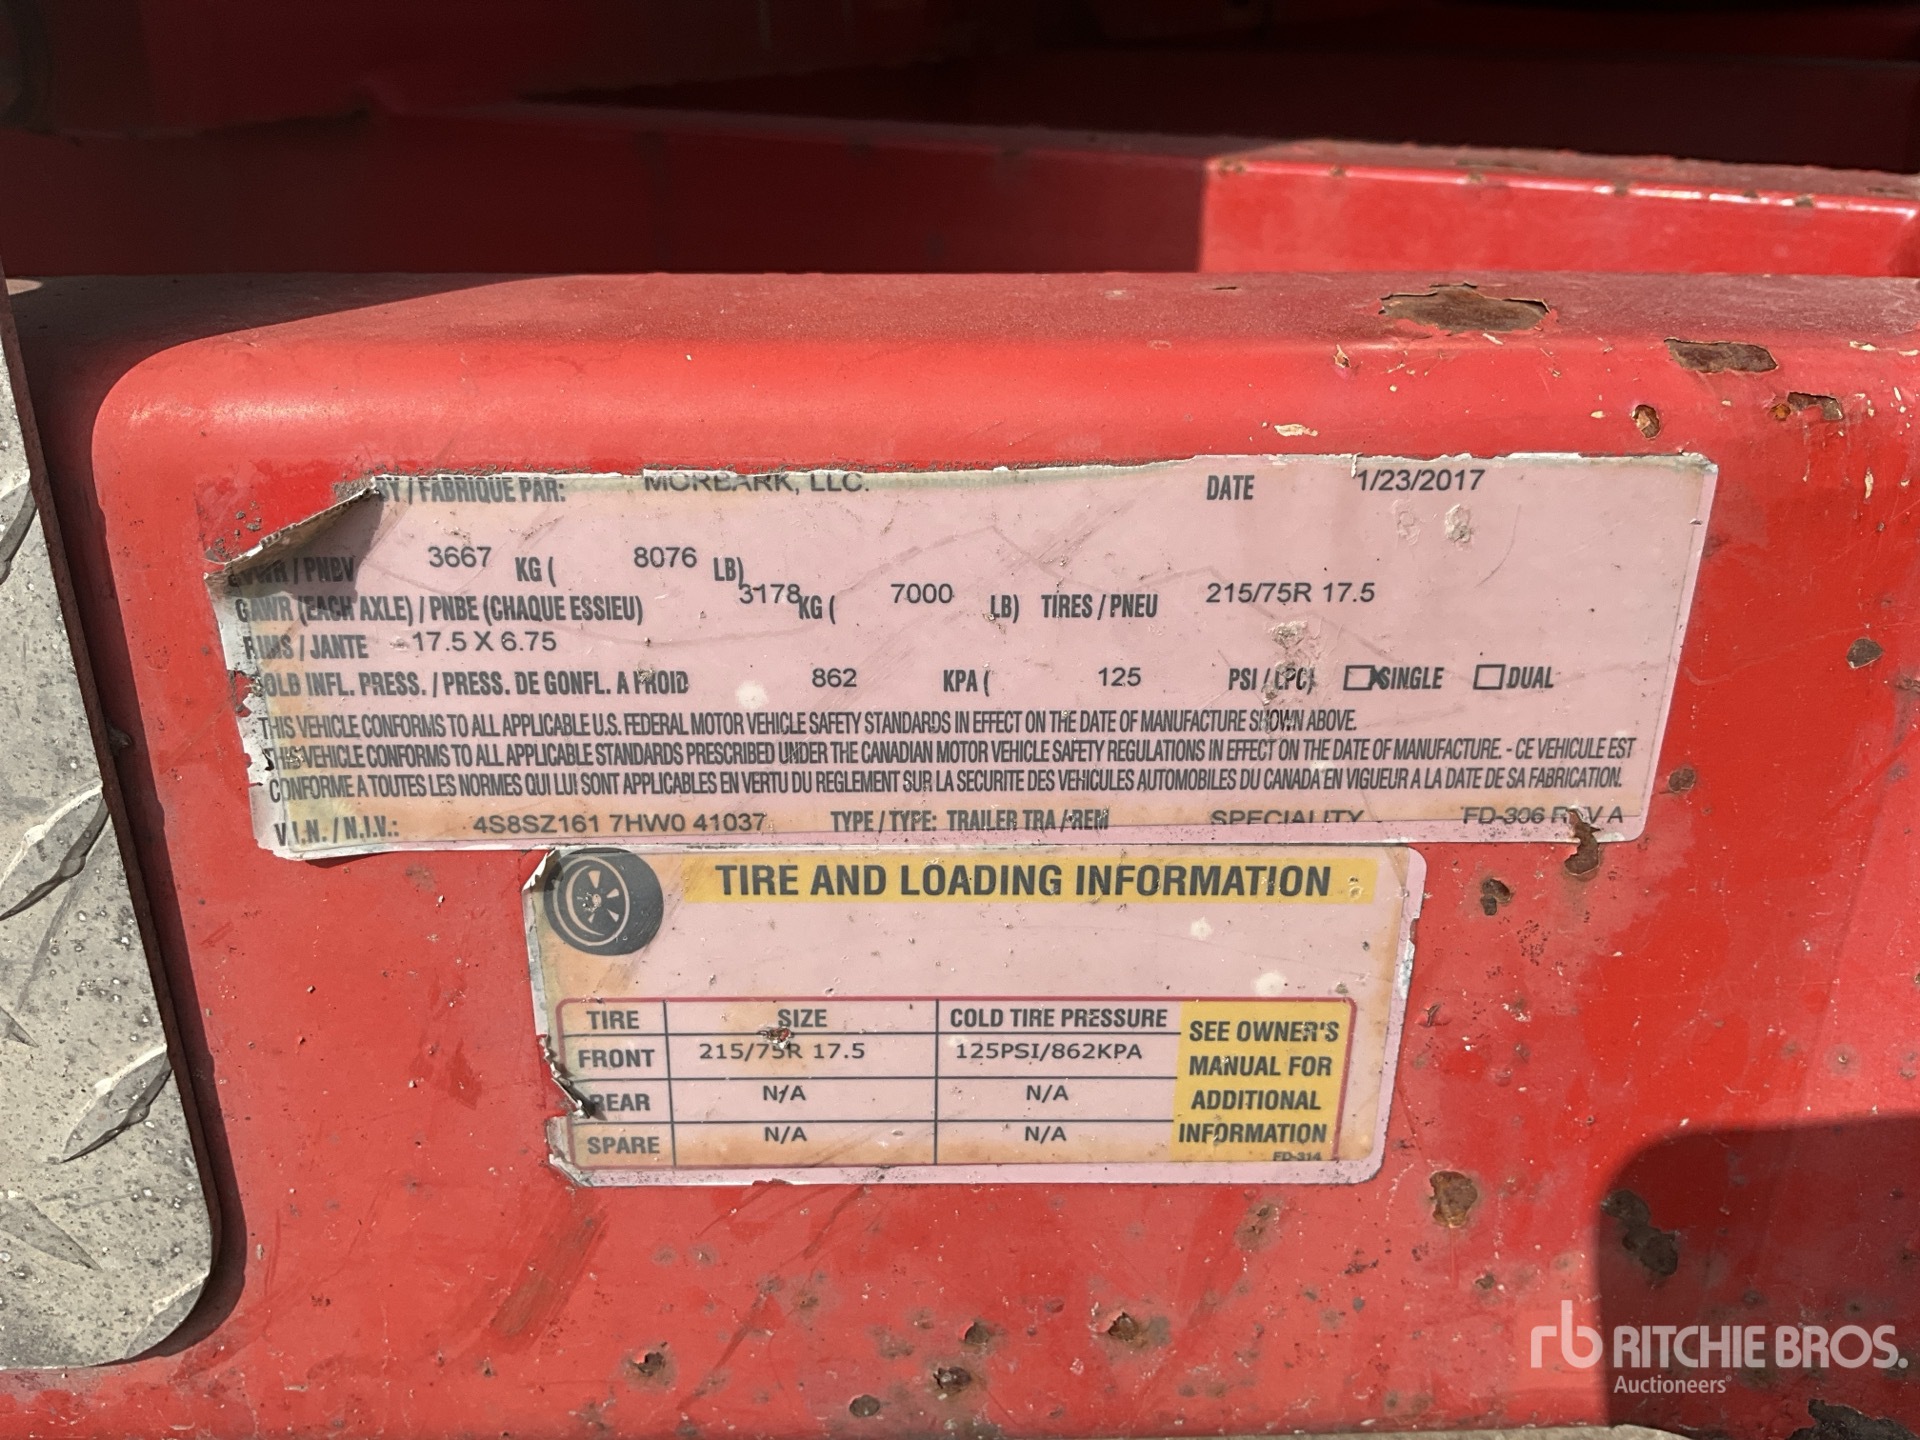 BY / FABRIQUE PAR: MORBARK, LLC. DATE 1/23/2017
GVWR / PNBV 3667 KG ( 8076 LB)
GAWR (EACH AXLE) / PNBE (CHAQUE ESSIEU) 3178 KG ( 7000 LB) TIRES / PNEU 215/75R 17.5
RIMS / JANTE 17.5 X 6.75
COLD INFL. PRESS. / PRESS. DE GONFL. A FROID 862 KPA ( 125 PSI / LPC) SINGLE DUAL
THIS VEHICLE CONFORMS TO ALL APPLICABLE U.S. FEDERAL MOTOR VEHICLE SAFETY STANDARDS IN EFFECT ON THE DATE OF MANUFACTURE SHOWN ABOVE.
THIS VEHICLE CONFORMS TO ALL APPLICABLE STANDARDS PRESCRIBED UNDER THE CANADIAN MOTOR VEHICLE SAFETY REGULATIONS IN EFFECT ON THE DATE OF MANUFACTURE. - CE VEHICULE EST
CONFORME A TOUTES LES NORMES QUI LUI SONT APPLICABLES EN VERTU DU REGLEMENT SUR LA SECURITE DES VEHICULES AUTOMOBILES DU CANADA EN VIGUEUR A LA DATE DE SA FABRICATION.
V.I.N. / N.I.V.: 4S8SZ161 7HW0 41037 TYPE / TYPE: TRAILER TRA / REM SPECIALITY FD-306 REV A
TIRE AND LOADING INFORMATION
TIRE SIZE COLD TIRE PRESSURE
FRONT 215/75R 17.5 125PSI/862KPA
REAR N/A N/A
SPARE N/A N/A
SEE OWNER'S
MANUAL FOR
ADDITIONAL
INFORMATION
FD-314
rb RITCHIE BROS.
Auctioneers